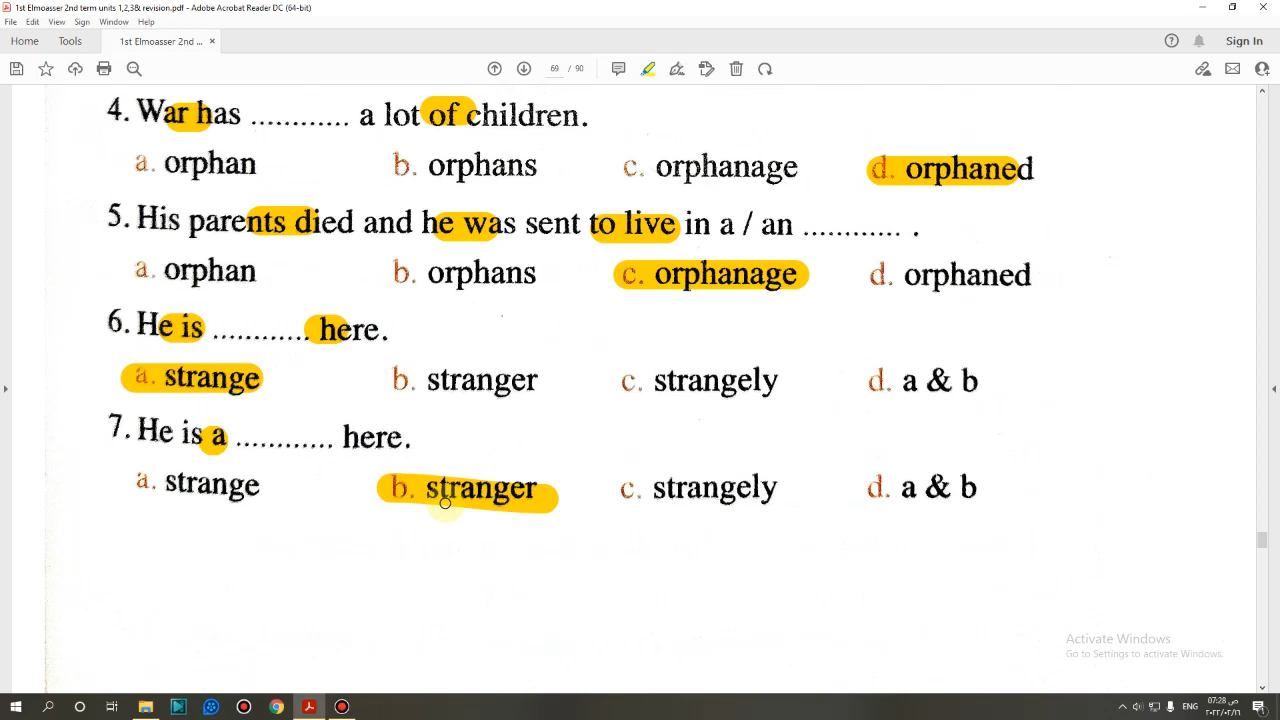 1st Elmoasser 2nd term units 1,2,3& revision.pdf - Adobe Acrobat Reader DC (64-bit)
File Edit View Sign Window Help
Home Tools 1st Elmoasser 2nd ... × Sign In
69 / 90
4. War has ............ a lot of children.
a. orphan b. orphans c. orphanage d. orphaned
5. His parents died and he was sent to live in a / an ............ .
a. orphan b. orphans c. orphanage d. orphaned
6. He is ............ here.
a. strange b. stranger c. strangely d. a & b
7. He is a ............ here.
a. strange b. stranger c. strangely d. a & b
Activate Windows
Go to Settings to activate Windows.
ENG 07:28 ص
٢٠٢٢/٠٢/١٦